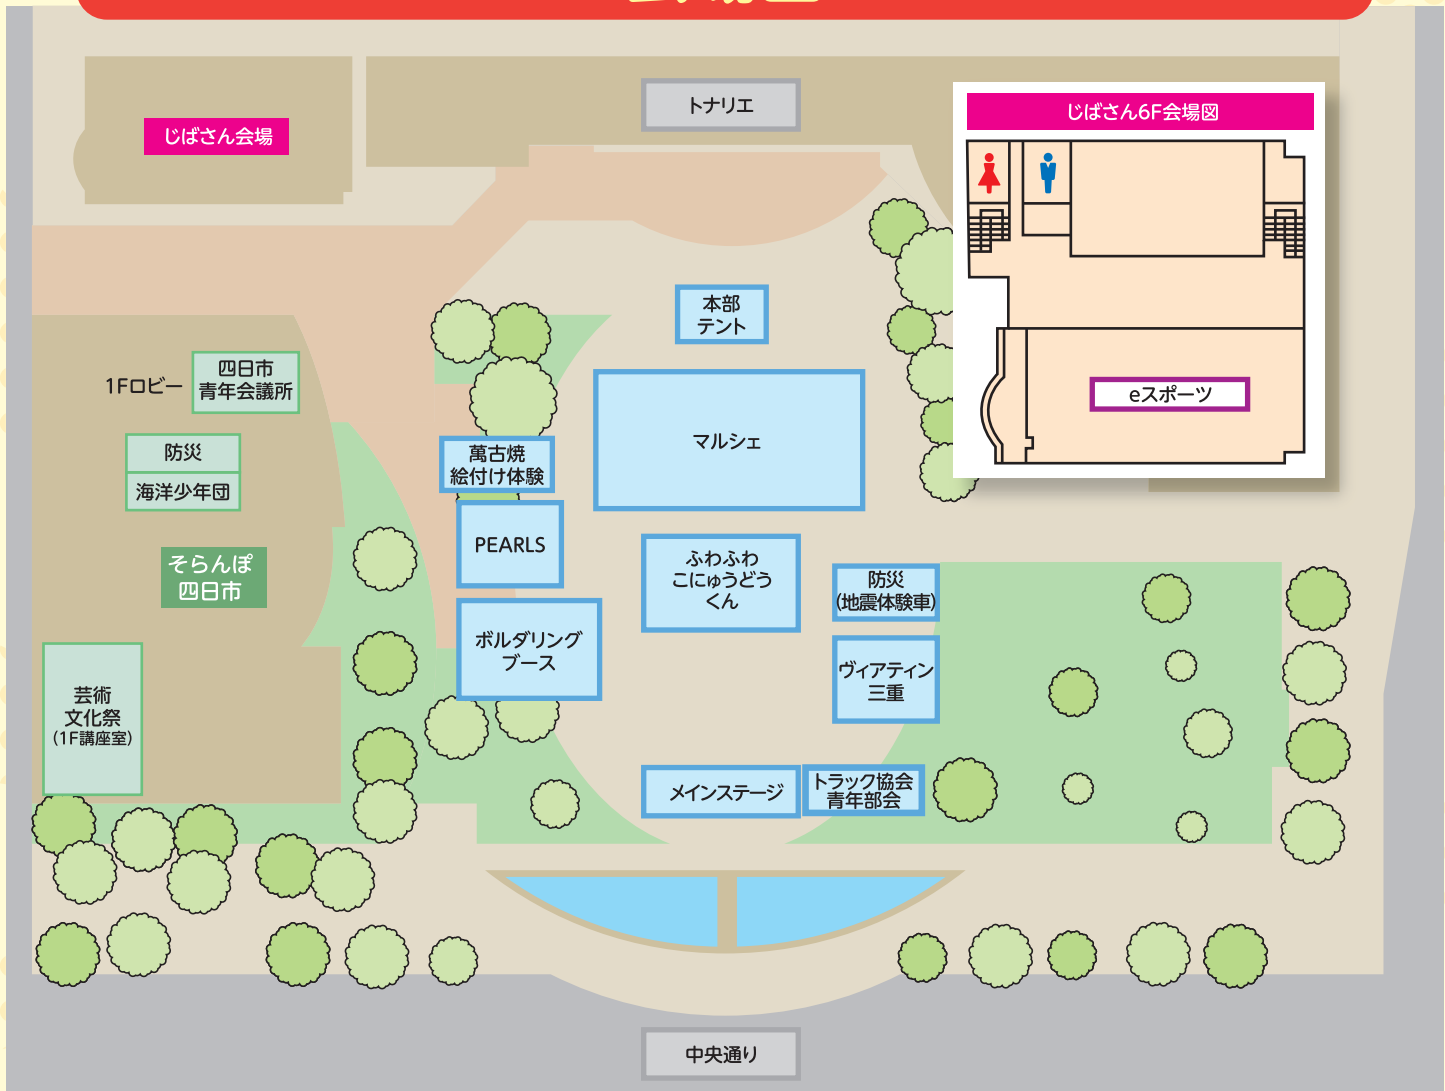 トナリエ
じばさん会場
じばさん6F会場図
eスポーツ
本部
テント
マルシェ
1Fロビー
四日市
青年会議所
防災
海洋少年団
そらんぽ
四日市
芸術
文化祭
(1F講座室)
萬古焼
絵付け体験
PEARLS
ボルダリング
ブース
ふわふわ
こにゅうどう
くん
防災
(地震体験車)
ヴィアティン
三重
メインステージ
トラック協会
青年部会
中央通り